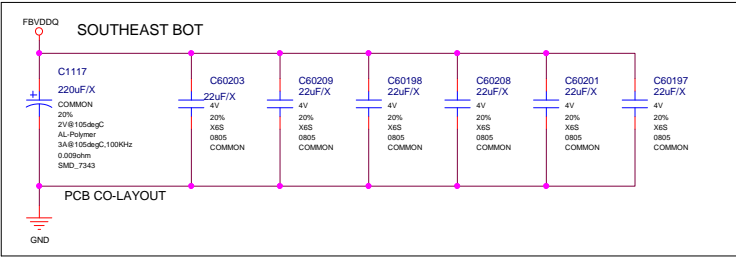 FBVDDQ
SOUTHEAST BOT
C1117
220uF/X
+
COMMON
20%
2V@105degC
AL-Polymer
3A@105degC,100KHz
0.009ohm
SMD_7343
C60203
22uF/X
4V
20%
X6S
0805
COMMON
C60209
22uF/X
4V
20%
X6S
0805
COMMON
C60198
22uF/X
4V
20%
X6S
0805
COMMON
C60208
22uF/X
4V
20%
X6S
0805
COMMON
C60201
22uF/X
4V
20%
X6S
0805
COMMON
C60197
22uF/X
4V
20%
X6S
0805
COMMON
PCB CO-LAYOUT
GND